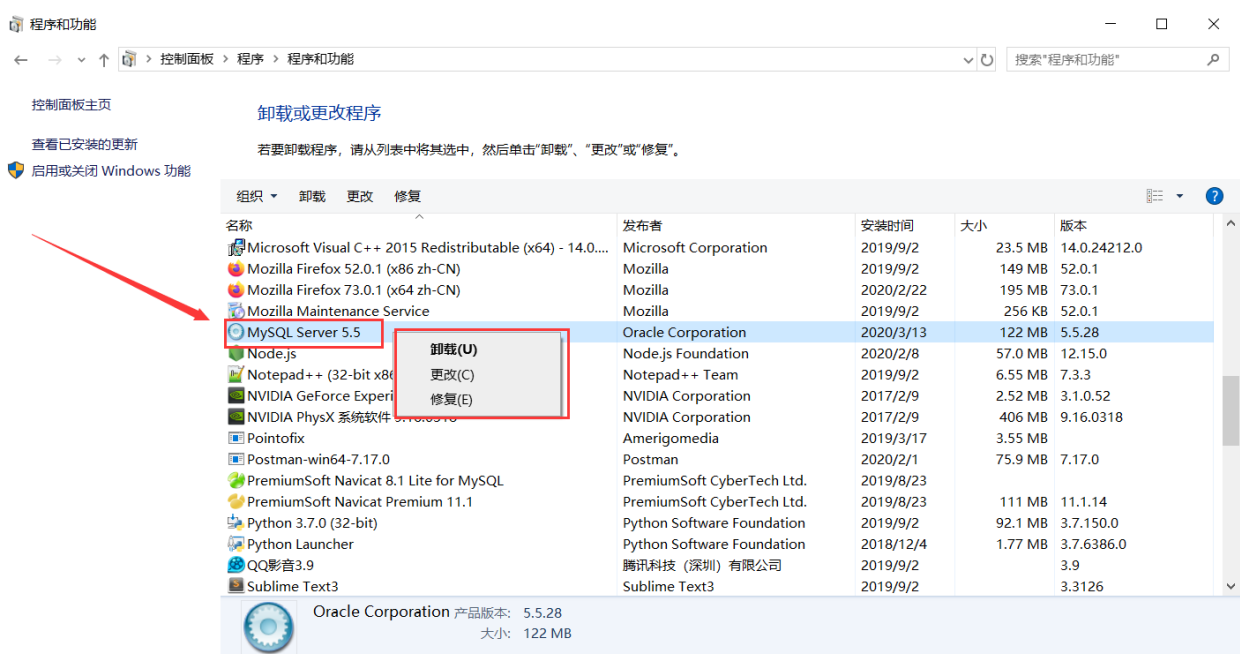 程序和功能
控制面板 程序 程序和功能
搜索"程序和功能"
控制面板主页
查看已安装的更新
启用或关闭 Windows 功能
卸载或更改程序
若要卸载程序，请从列表中将其选中，然后单击“卸载”、“更改”或“修复”。
组织 卸载 更改 修复
名称 发布者 安装时间 大小 版本
Microsoft Visual C++ 2015 Redistributable (x64) - 14.0.... Microsoft Corporation 2019/9/2 23.5 MB 14.0.24212.0
Mozilla Firefox 52.0.1 (x86 zh-CN) Mozilla 2019/9/2 149 MB 52.0.1
Mozilla Firefox 73.0.1 (x64 zh-CN) Mozilla 2020/2/22 195 MB 73.0.1
Mozilla Maintenance Service Mozilla 2019/9/2 256 KB 52.0.1
MySQL Server 5.5 Oracle Corporation 2020/3/13 122 MB 5.5.28
Node.js Node.js Foundation 2020/2/8 57.0 MB 12.15.0
Notepad++ (32-bit x86 Notepad++ Team 2019/9/2 6.55 MB 7.3.3
NVIDIA GeForce Experi NVIDIA Corporation 2017/2/9 2.52 MB 3.1.0.52
NVIDIA PhysX 系统软件 9.16.0318 NVIDIA Corporation 2017/2/9 406 MB 9.16.0318
卸载(U)
更改(C)
修复(E)
Pointofix Amerigomedia 2019/3/17 3.55 MB
Postman-win64-7.17.0 Postman 2020/2/1 75.9 MB 7.17.0
PremiumSoft Navicat 8.1 Lite for MySQL PremiumSoft CyberTech Ltd. 2019/8/23
PremiumSoft Navicat Premium 11.1 PremiumSoft CyberTech Ltd. 2019/8/23 111 MB 11.1.14
Python 3.7.0 (32-bit) Python Software Foundation 2019/9/2 92.1 MB 3.7.150.0
Python Launcher Python Software Foundation 2018/12/4 1.77 MB 3.7.6386.0
QQ影音3.9 腾讯科技（深圳）有限公司 2019/9/2 3.9
Sublime Text3 Sublime Text3 2019/9/2 3.3126
Oracle Corporation 产品版本: 5.5.28
大小: 122 MB